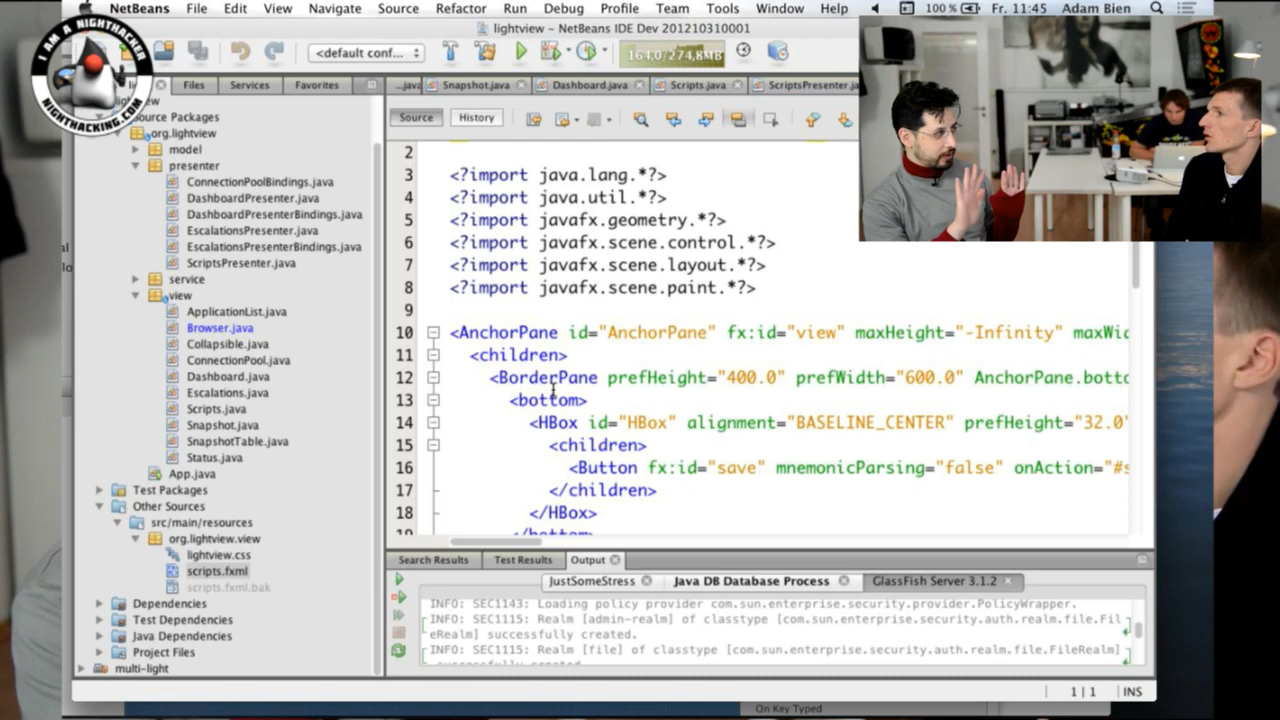 NetBeans File Edit View Navigate Source Refactor Run Debug Profile Team Tools Window Help 100 % Fr. 11:45 Adam Bien
lightview – NetBeans IDE Dev 201210310001
I AM A NIGHTHACKER
NIGHTHACKING.COM
<default conf...
164,0/274,8MB
Files Services Favorites
...java Snapshot.java Dashboard.java Scripts.java ScriptsPresenter.ja
Source History
ource Packages
org.lightview
model
presenter
ConnectionPoolBindings.java
DashboardPresenter.java
DashboardPresenterBindings.java
EscalationsPresenter.java
EscalationsPresenterBindings.java
ScriptsPresenter.java
service
view
ApplicationList.java
Browser.java
Collapsible.java
ConnectionPool.java
Dashboard.java
Escalations.java
Scripts.java
Snapshot.java
SnapshotTable.java
Status.java
App.java
Test Packages
Other Sources
src/main/resources
org.lightview.view
lightview.css
scripts.fxml
scripts.fxml.bak
Dependencies
Test Dependencies
Java Dependencies
Project Files
multi-light
2
3 <?import java.lang.*?>
4 <?import java.util.*?>
5 <?import javafx.geometry.*?>
6 <?import javafx.scene.control.*?>
7 <?import javafx.scene.layout.*?>
8 <?import javafx.scene.paint.*?>
9
10 <AnchorPane id="AnchorPane" fx:id="view" maxHeight="-Infinity" maxWid
11 <children>
12 <BorderPane prefHeight="400.0" prefWidth="600.0" AnchorPane.botto
13 <bottom>
14 <HBox id="HBox" alignment="BASELINE_CENTER" prefHeight="32.0"
15 <children>
16 <Button fx:id="save" mnemonicParsing="false" onAction="#s
17 </children>
18 </HBox>
19 </bottom>
Search Results Test Results Output
JustSomeStress Java DB Database Process GlassFish Server 3.1.2
INFO: SEC1143: Loading policy provider com.sun.enterprise.security.provider.PolicyWrapper.
INFO: SEC1115: Realm [admin-realm] of classtype [com.sun.enterprise.security.auth.realm.file.Fil
eRealm] successfully created.
INFO: SEC1115: Realm [file] of classtype [com.sun.enterprise.security.auth.realm.file.FileRealm]
successfully created.
1 | 1 INS
On Key Typed